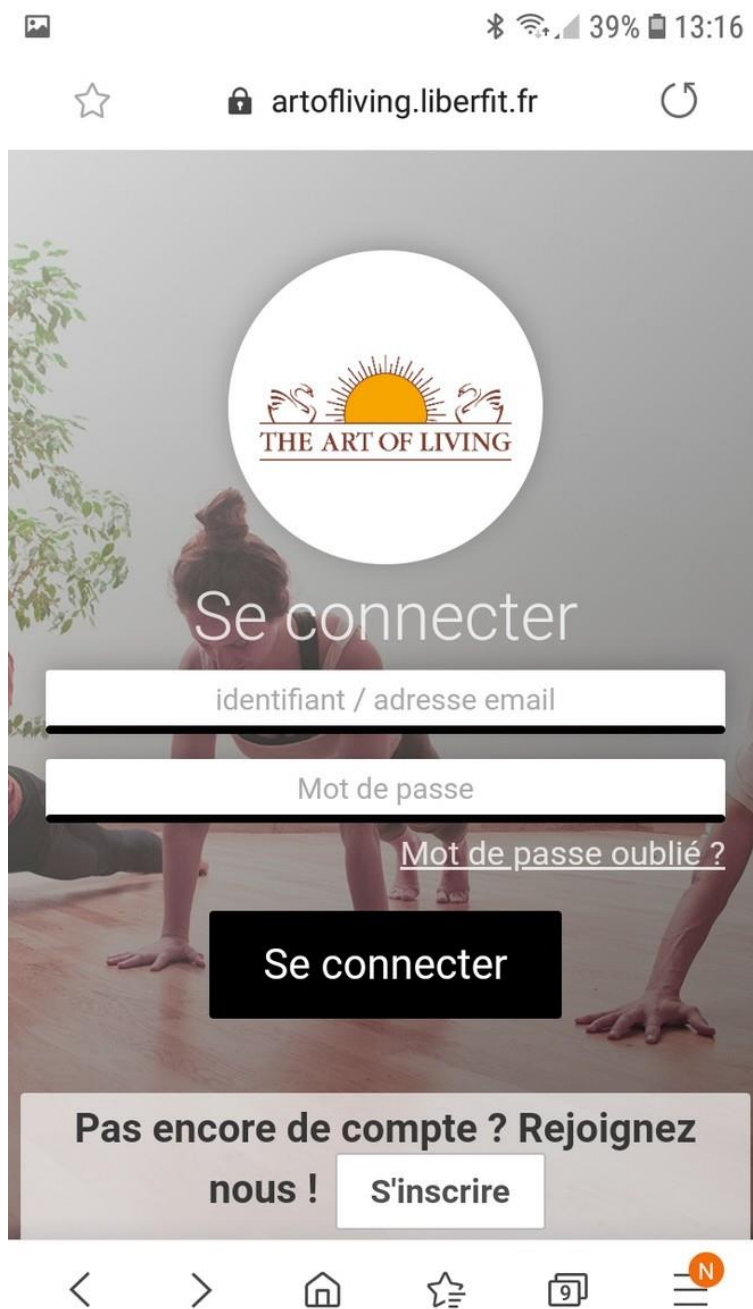 39% 13:16
artofliving.liberfit.fr
THE ART OF LIVING
Se connecter
identifiant / adresse email
Mot de passe
Mot de passe oublié ?
Se connecter
Pas encore de compte ? Rejoignez
nous ! S'inscrire
9 N